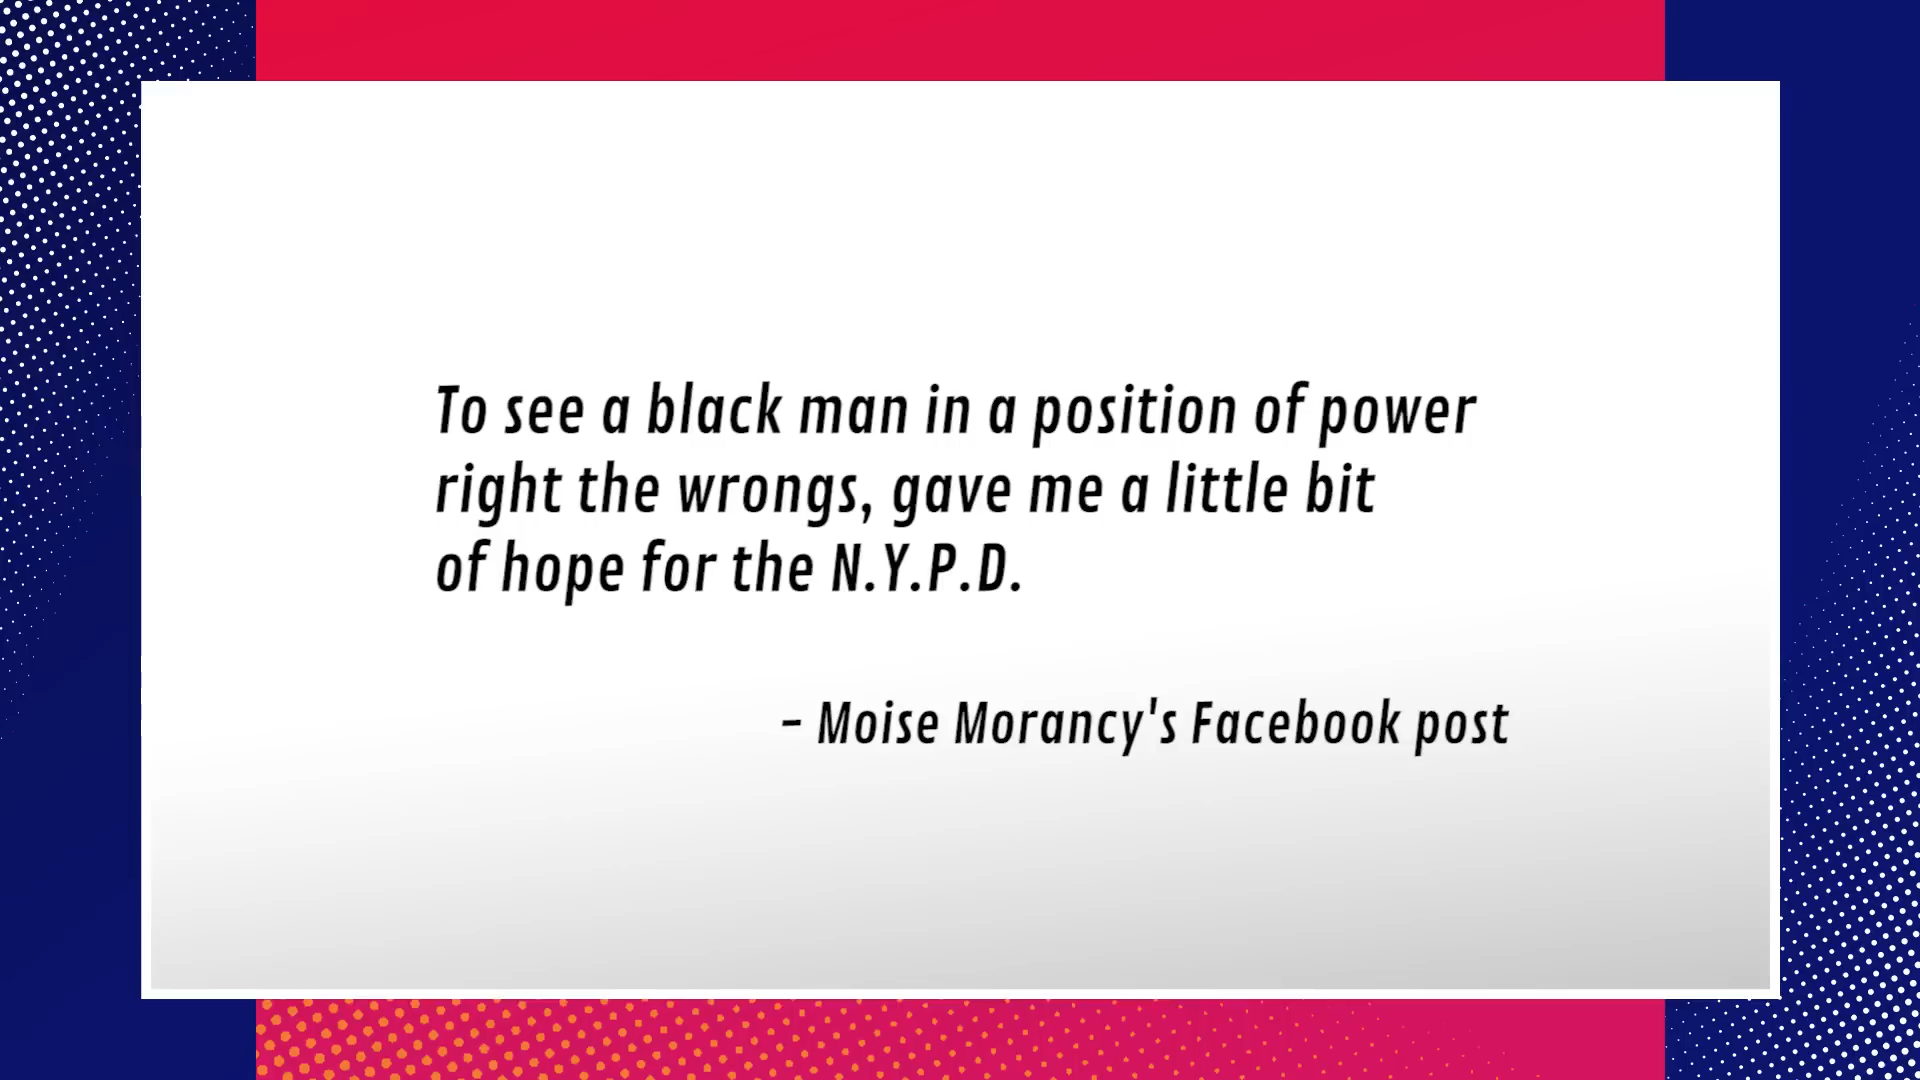 To see a black man in a position of power
right the wrongs, gave me a little bit
of hope for the N.Y.P.D.
- Moise Morancy's Facebook post